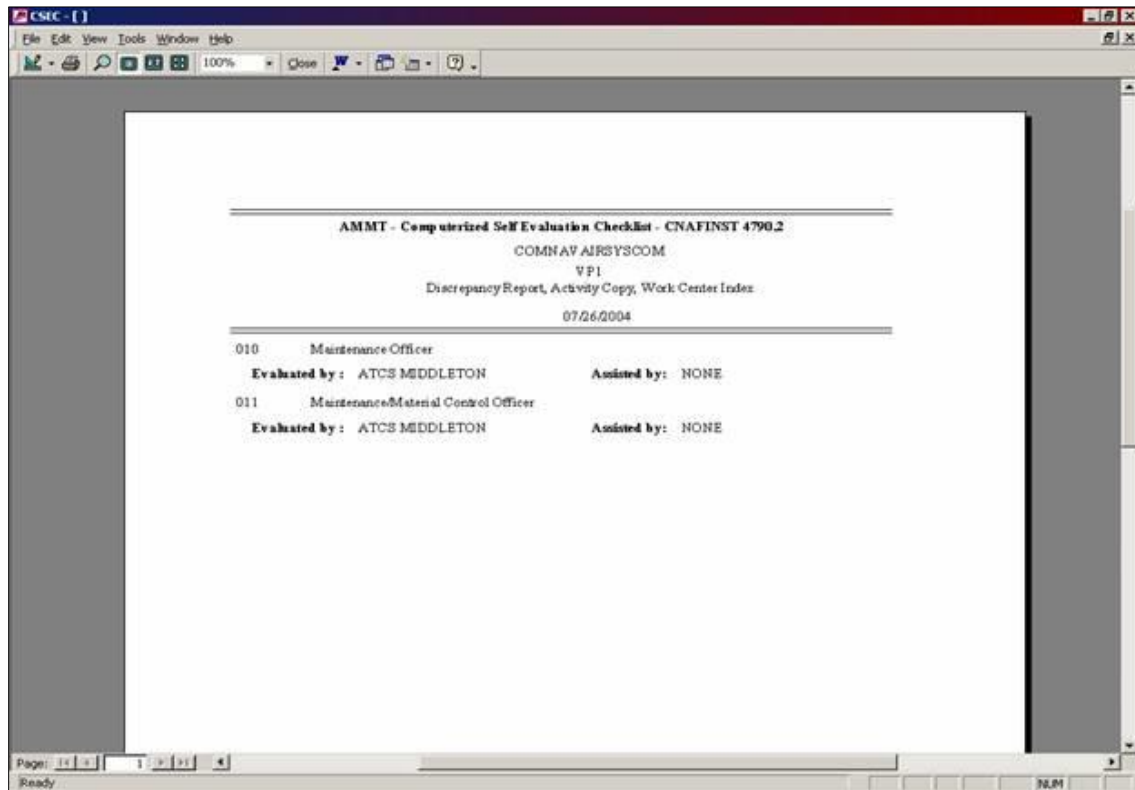 CSEC - [ ]
File Edit View Tools Window Help
100% Close W
AMMT - Computerized Self Evaluation Checklist - CNAFINST 4790.2
COMNAVAIRSYSCOM
VP1
Discrepancy Report, Activity Copy, Work Center Index
07/26/2004
010 Maintenance Officer
Evaluated by : ATCS MIDDLETON Assisted by: NONE
011 Maintenance/Material Control Officer
Evaluated by : ATCS MIDDLETON Assisted by: NONE
Page: 1
Ready NUM